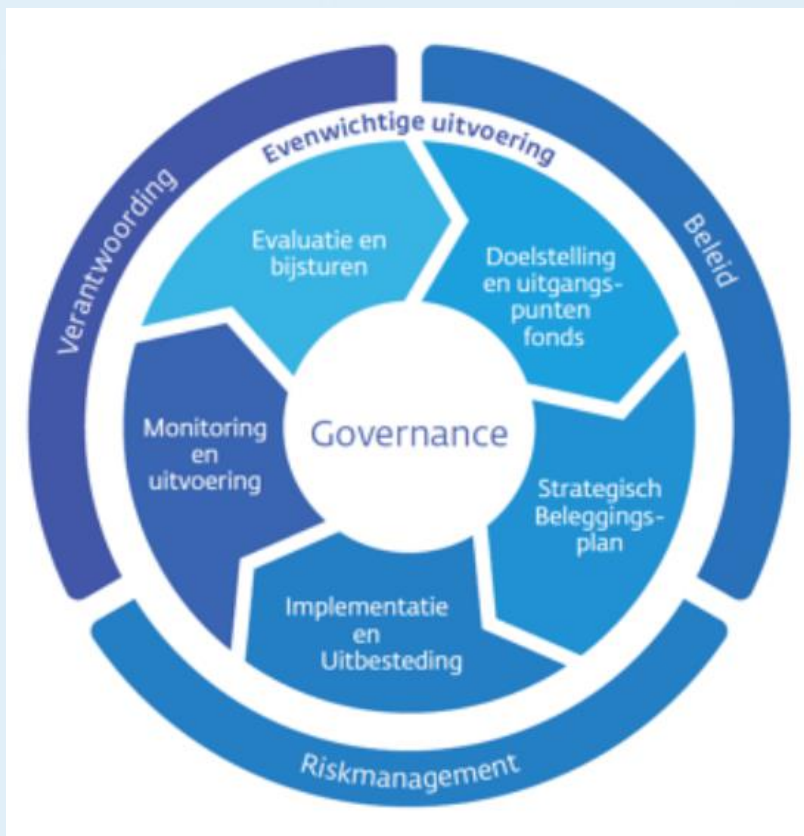 Evenwichtige uitvoering
Verantwoording
Beleid
Riskmanagement
Evaluatie en
bijsturen
Doelstelling
en uitgangs-
punten
fonds
Strategisch
Beleggings-
plan
Implementatie
en
Uitbesteding
Monitoring
en
uitvoering
Governance